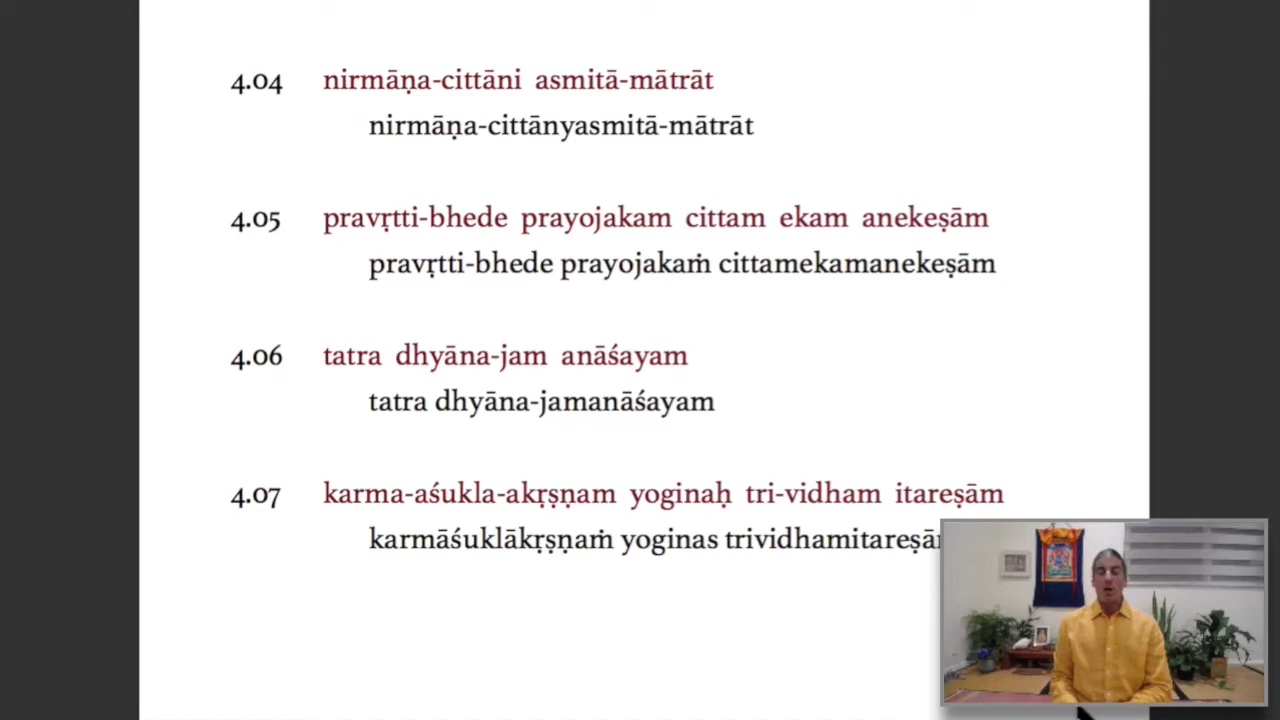 4.04 nirmāṇa-cittāni asmitā-mātrāt
nirmāṇa-cittānyasmitā-mātrāt
4.05 pravṛtti-bhede prayojakam cittam ekam anekeṣām
pravṛtti-bhede prayojakaṁ cittamekamanekeṣām
4.06 tatra dhyāna-jam anāśayam
tatra dhyāna-jamanāśayam
4.07 karma-aśukla-akṛṣṇam yoginaḥ tri-vidham itareṣām
karmāśuklākṛṣṇaṁ yoginas